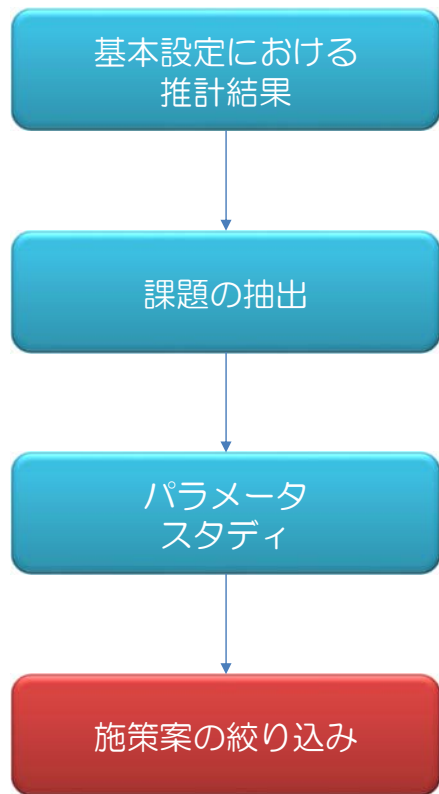 基本設定における
推計結果
課題の抽出
パラメータ
スタディ
施策案の絞り込み